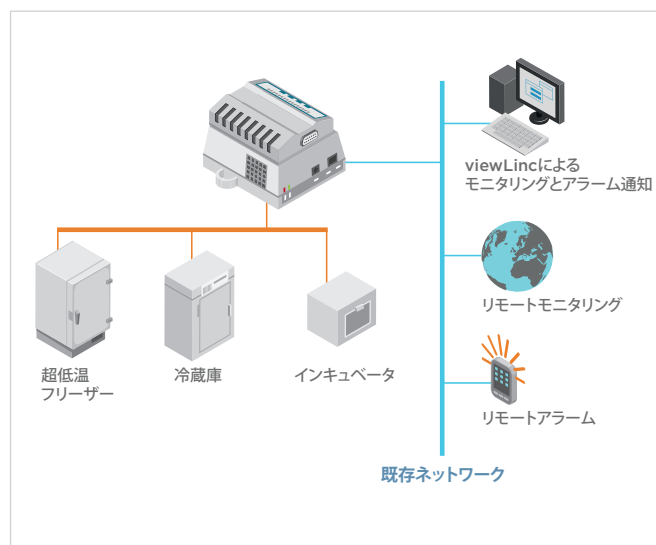 viewLincによる
モニタリングとアラーム通知
リモートモニタリング
超低温
フリーザー
冷蔵庫
インキュベータ
リモートアラーム
既存ネットワーク